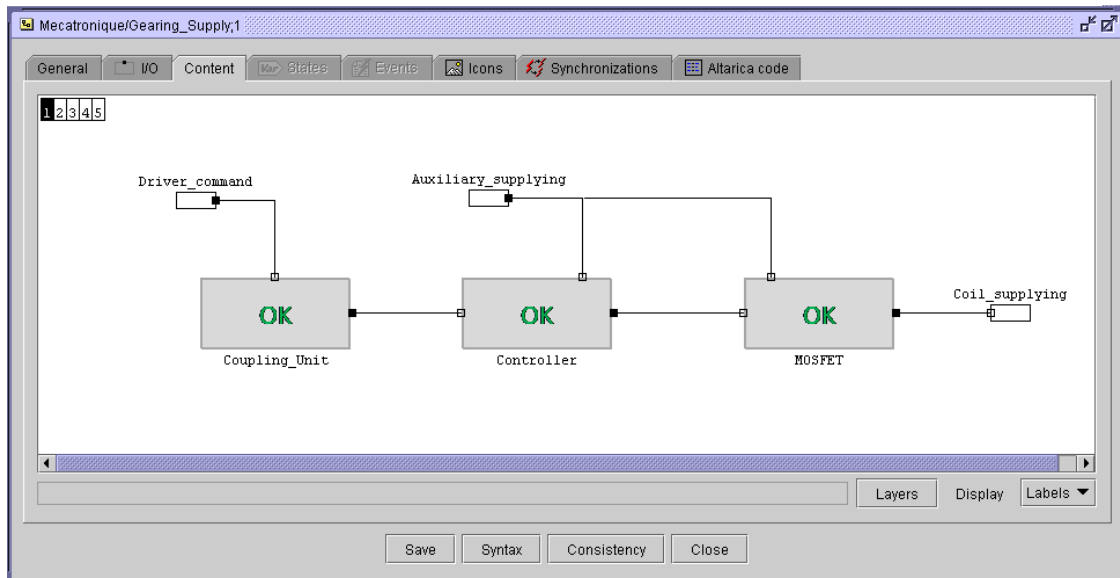 Mecatronique/Gearing_Supply;1
General I/O Content Var States Events Icons Synchronizations Altarica code
1 2 3 4 5
Driver_command Auxiliary_supplying
Coil_supplying
OK OK OK
Coupling_Unit Controller MOSFET
Layers Display Labels
Save Syntax Consistency Close